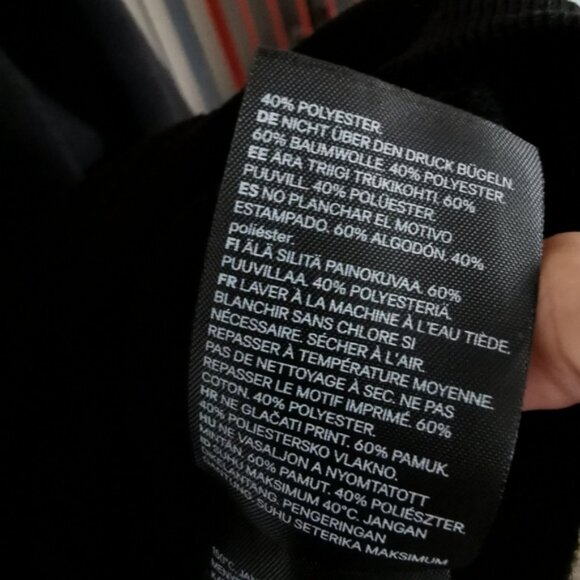 40% POLYESTER.
DE NICHT ÜBER DEN DRUCK BÜGELN.
60% BAUMWOLLE. 40% POLYESTER.
EE ÄRA TRIIGI TRÜKIKOHTI. 60%
PUUVILL. 40% POLÜESTER.
ES NO PLANCHAR EL MOTIVO
ESTAMPADO. 60% ALGODÓN. 40%
poliéster.
FI ÄLÄ SILITÄ PAINOKUVAA. 60%
PUUVILLAA. 40% POLYESTERIÄ.
FR LAVER À LA MACHINE À L'EAU TIÈDE.
BLANCHIR SANS CHLORE SI
NÉCESSAIRE. SÉCHER À L'AIR.
REPASSER À TEMPÉRATURE MOYENNE.
PAS DE NETTOYAGE À SEC. NE PAS
REPASSER LE MOTIF IMPRIMÉ. 60%
COTON. 40% POLYESTER.
HR NE GLAČATI PRINT. 60% PAMUK.
40% POLIESTERSKO VLAKNO.
HU NE VASALJON A NYOMTATOTT
MINTÁN. 60% PAMUT. 40% POLIÉSZTER.
ID SUHU MAKSIMUM 40°C. JANGAN
PENGERINGAN
SUHU SETERIKA MAKSIMUM
150°C. JAN